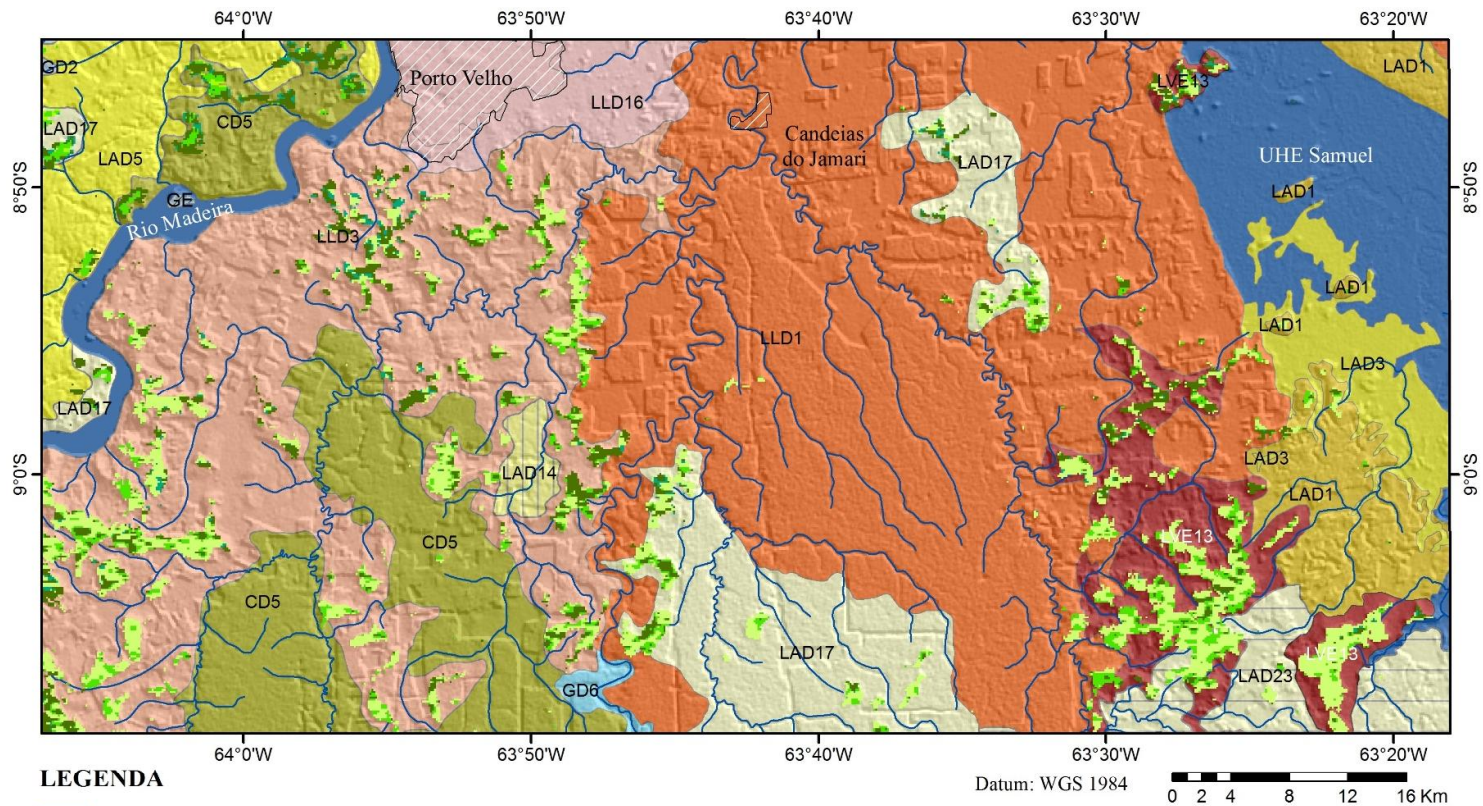 64°0'W 63°50'W 63°40'W 63°30'W 63°20'W
GD2
LAD1
Porto Velho
LVE13
LLD16
CD5
LAD17
Candeias
do Jamari
LAD17
UHE Samuel
LAD5
8°50'S
8°50'S
LAD1
GE
Rio Madeira
LLD3
LAD1
LAD1
LLD1
LAD3
LAD17
LAD3
LAD14
9°0'S
9°0'S
LAD1
LVE13
CD5
CD5
LAD17
LVE13
LAD23
GD6
64°0'W 63°50'W 63°40'W 63°30'W 63°20'W
LEGENDA
Datum: WGS 1984
0 2 4 8 12 16 Km